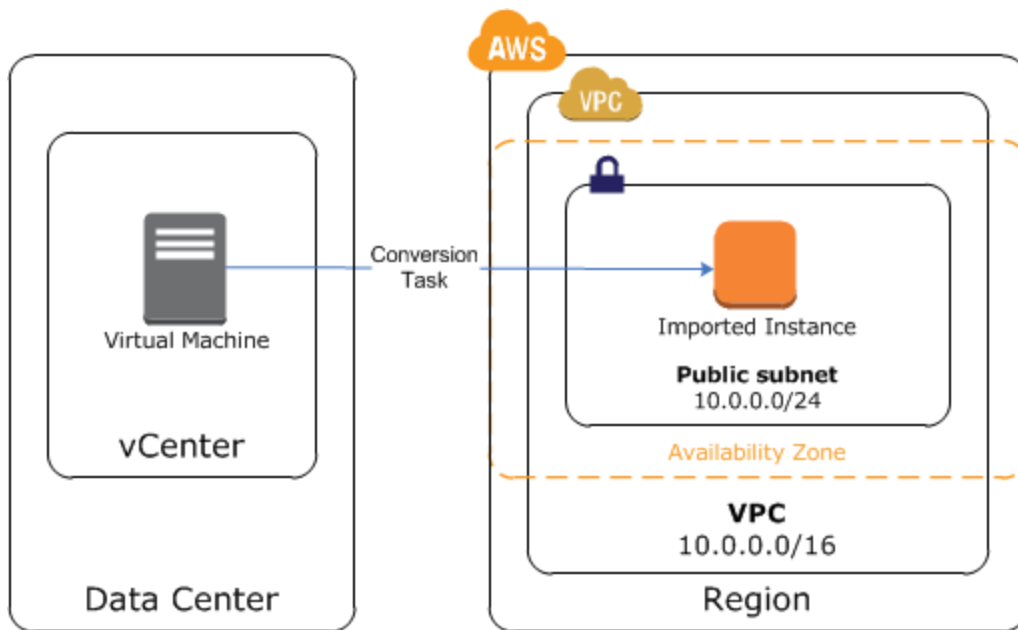 AWS
VPC
Conversion
Task
Virtual Machine
vCenter
Data Center
Imported Instance
Public subnet
10.0.0.0/24
Availability Zone
VPC
10.0.0.0/16
Region